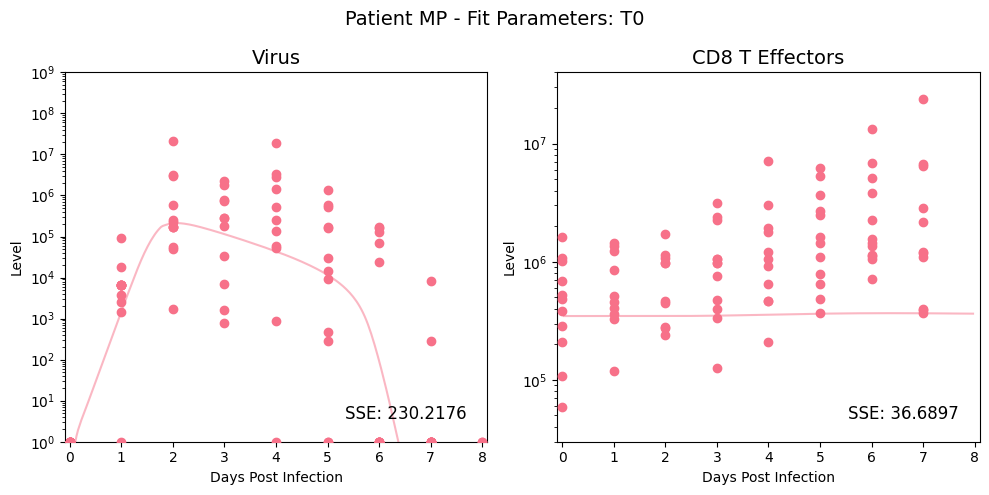 Patient MP - Fit Parameters: T0
Virus
CD8 T Effectors
Level
10^9
10^8
10^7
10^6
10^5
10^4
10^3
10^2
10^1
10^0
SSE: 230.2176
0 1 2 3 4 5 6 7 8
Days Post Infection
Level
10^7
10^6
10^5
SSE: 36.6897
0 1 2 3 4 5 6 7 8
Days Post Infection